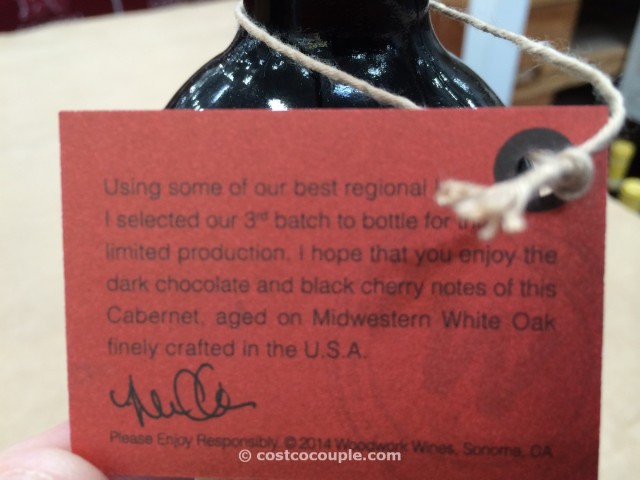 Using some of our best regional
I selected our 3rd batch to bottle for
limited production. I hope that you enjoy the
dark chocolate and black cherry notes of this
Cabernet, aged on Midwestern White Oak
finely crafted in the U.S.A.
Please Enjoy Responsibly. ©2014 Woodwork Wines, Sonoma, CA
© costcocouple.com